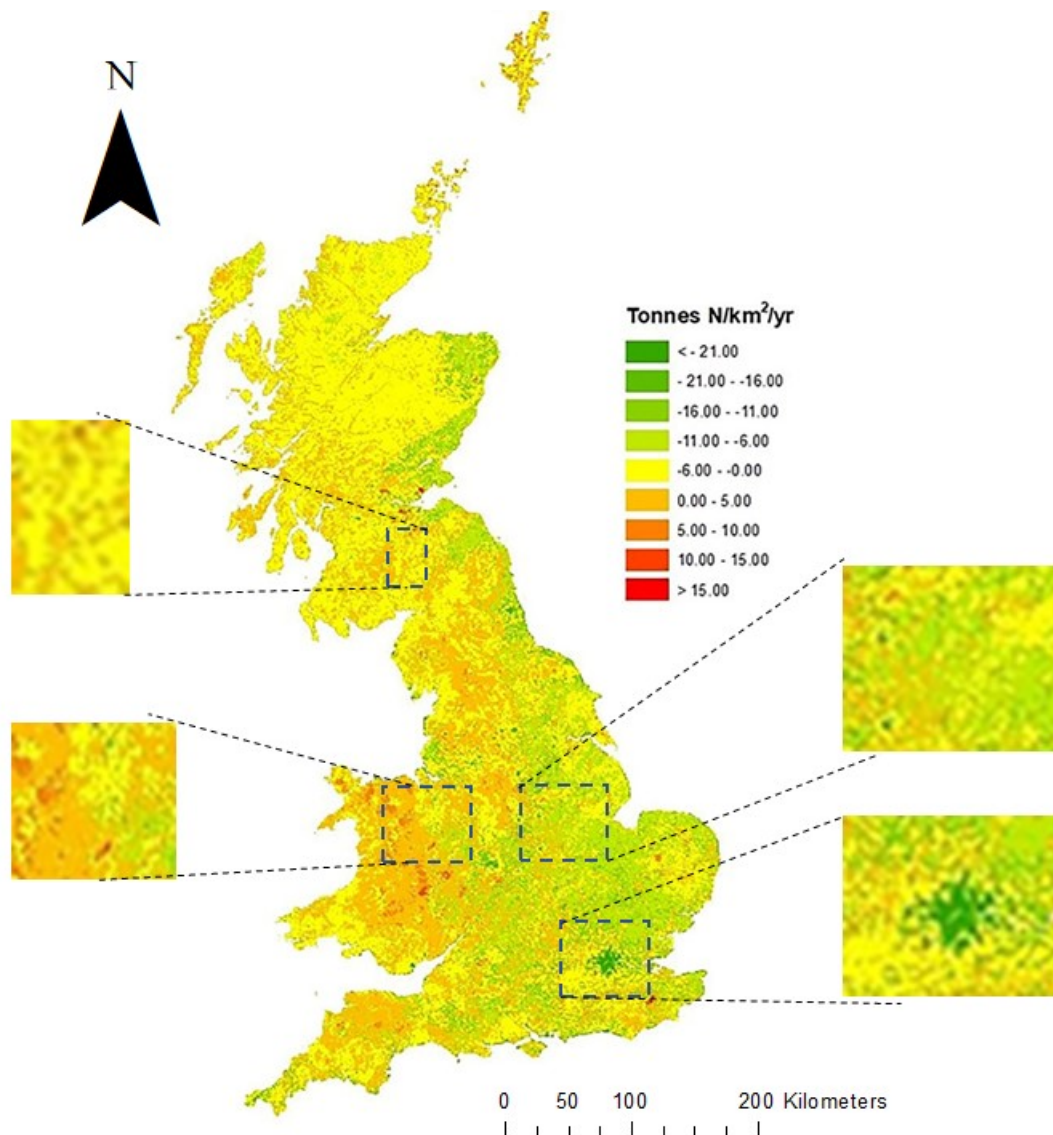 N
Tonnes N/km²/yr
< - 21.00
- 21.00 - -16.00
-16.00 - -11.00
-11.00 - -6.00
-6.00 - -0.00
0.00 - 5.00
5.00 - 10.00
10.00 - 15.00
> 15.00
0 50 100 200 Kilometers